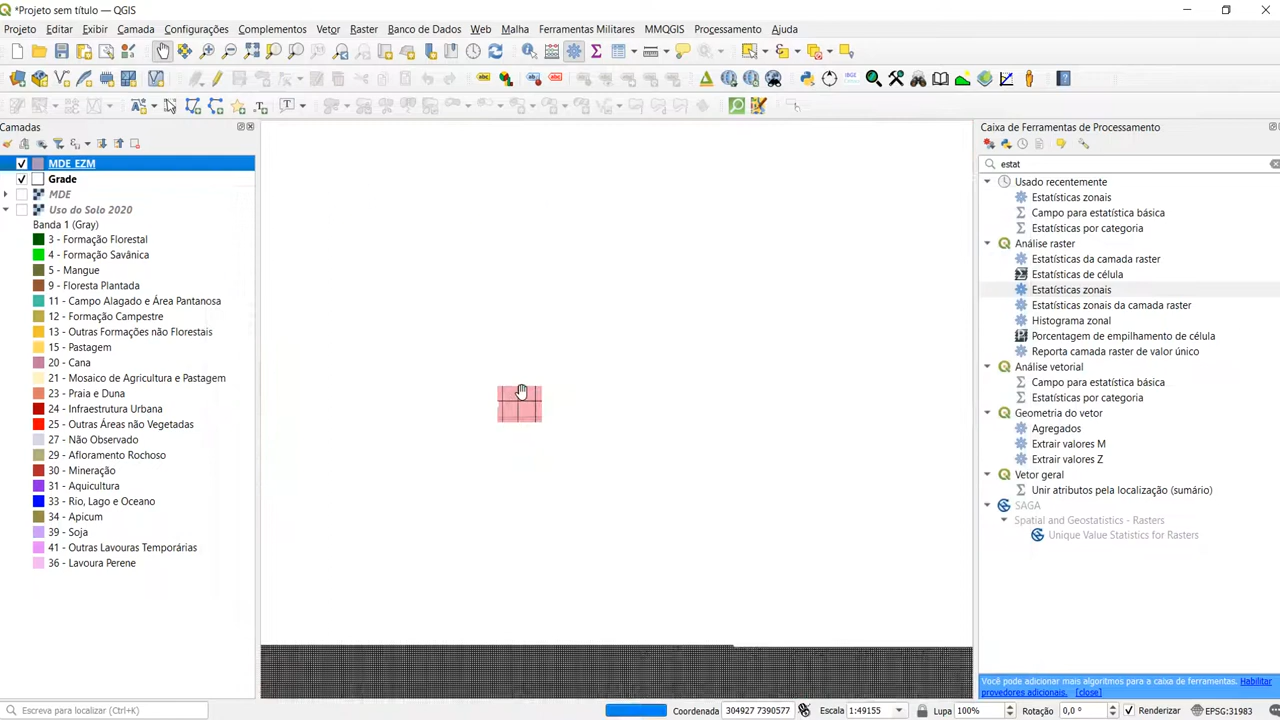 *Projeto sem título — QGIS
Projeto Editar Exibir Camada Configurações Complementos Vetor Raster Banco de Dados Web Malha Ferramentas Militares MMQGIS Processamento Ajuda
Camadas
MDE EZM
Grade
MDE
Uso do Solo 2020
Banda 1 (Gray)
3 - Formação Florestal
4 - Formação Savânica
5 - Mangue
9 - Floresta Plantada
11 - Campo Alagado e Área Pantanosa
12 - Formação Campestre
13 - Outras Formações não Florestais
15 - Pastagem
20 - Cana
21 - Mosaico de Agricultura e Pastagem
23 - Praia e Duna
24 - Infraestrutura Urbana
25 - Outras Áreas não Vegetadas
27 - Não Observado
29 - Afloramento Rochoso
30 - Mineração
31 - Aquicultura
33 - Rio, Lago e Oceano
34 - Apicum
39 - Soja
41 - Outras Lavouras Temporárias
36 - Lavoura Perene
Caixa de Ferramentas de Processamento
estat
Usado recentemente
Estatísticas zonais
Campo para estatística básica
Estatísticas por categoria
Análise raster
Estatísticas da camada raster
Estatísticas de célula
Estatísticas zonais
Estatísticas zonais da camada raster
Histograma zonal
Porcentagem de empilhamento de célula
Reporta camada raster de valor único
Análise vetorial
Campo para estatística básica
Estatísticas por categoria
Geometria do vetor
Agregados
Extrair valores M
Extrair valores Z
Vetor geral
Unir atributos pela localização (sumário)
SAGA
Spatial and Geostatistics - Rasters
Unique Value Statistics for Rasters
Você pode adicionar mais algoritmos para a caixa de ferramentas. Habilitar
provedores adicionais. [close]
Escreva para localizar (Ctrl+K)
Coordenada 304927 7390577 Escala 1:49155 Lupa 100% Rotação 0,0 ° Renderizar EPSG:31983